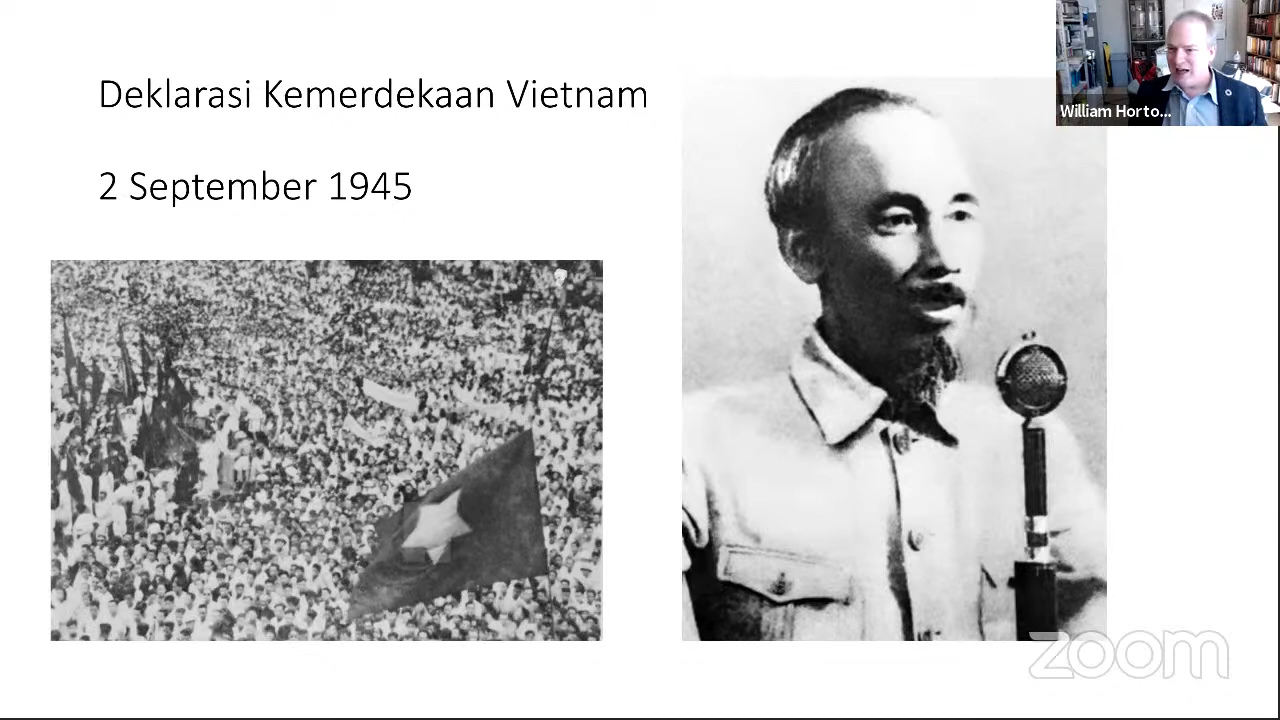 Deklarasi Kemerdekaan Vietnam
2 September 1945
William Horto...
zoom